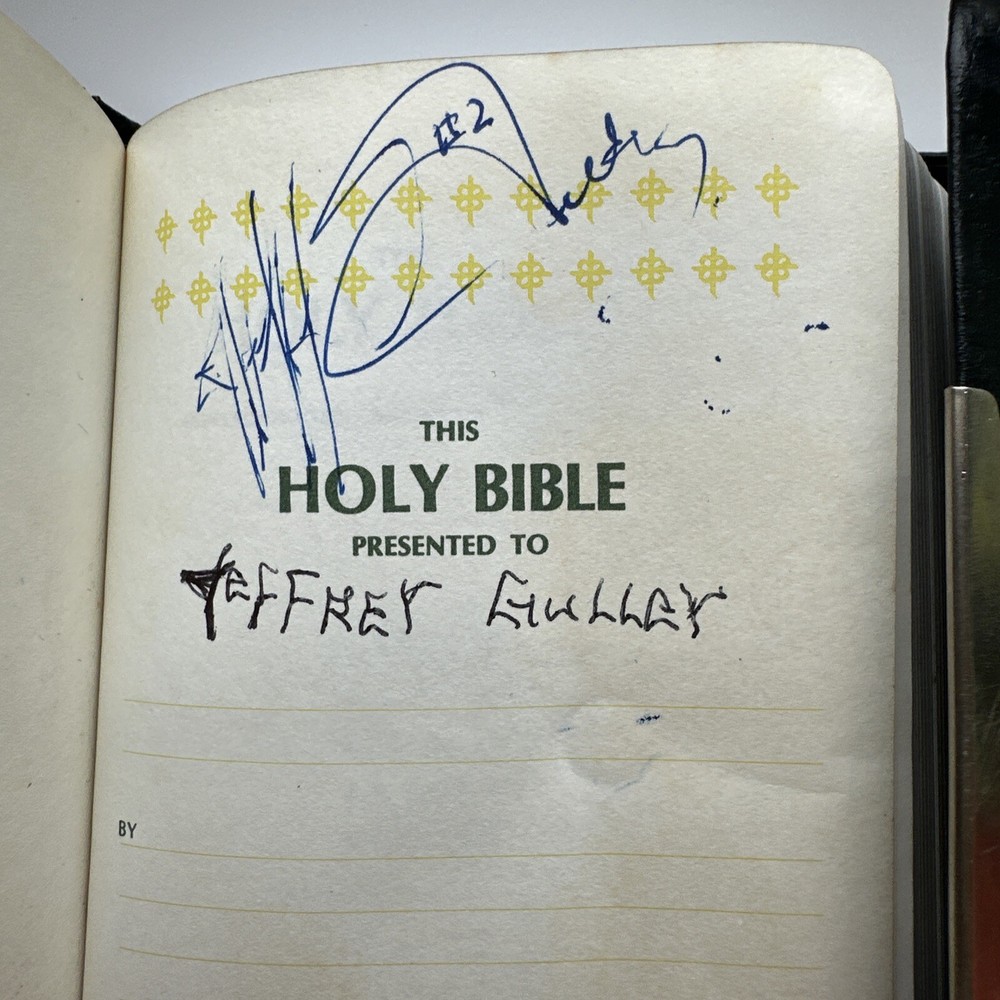 #2
THIS
HOLY BIBLE
PRESENTED TO
JEFFREY GULLEY
BY